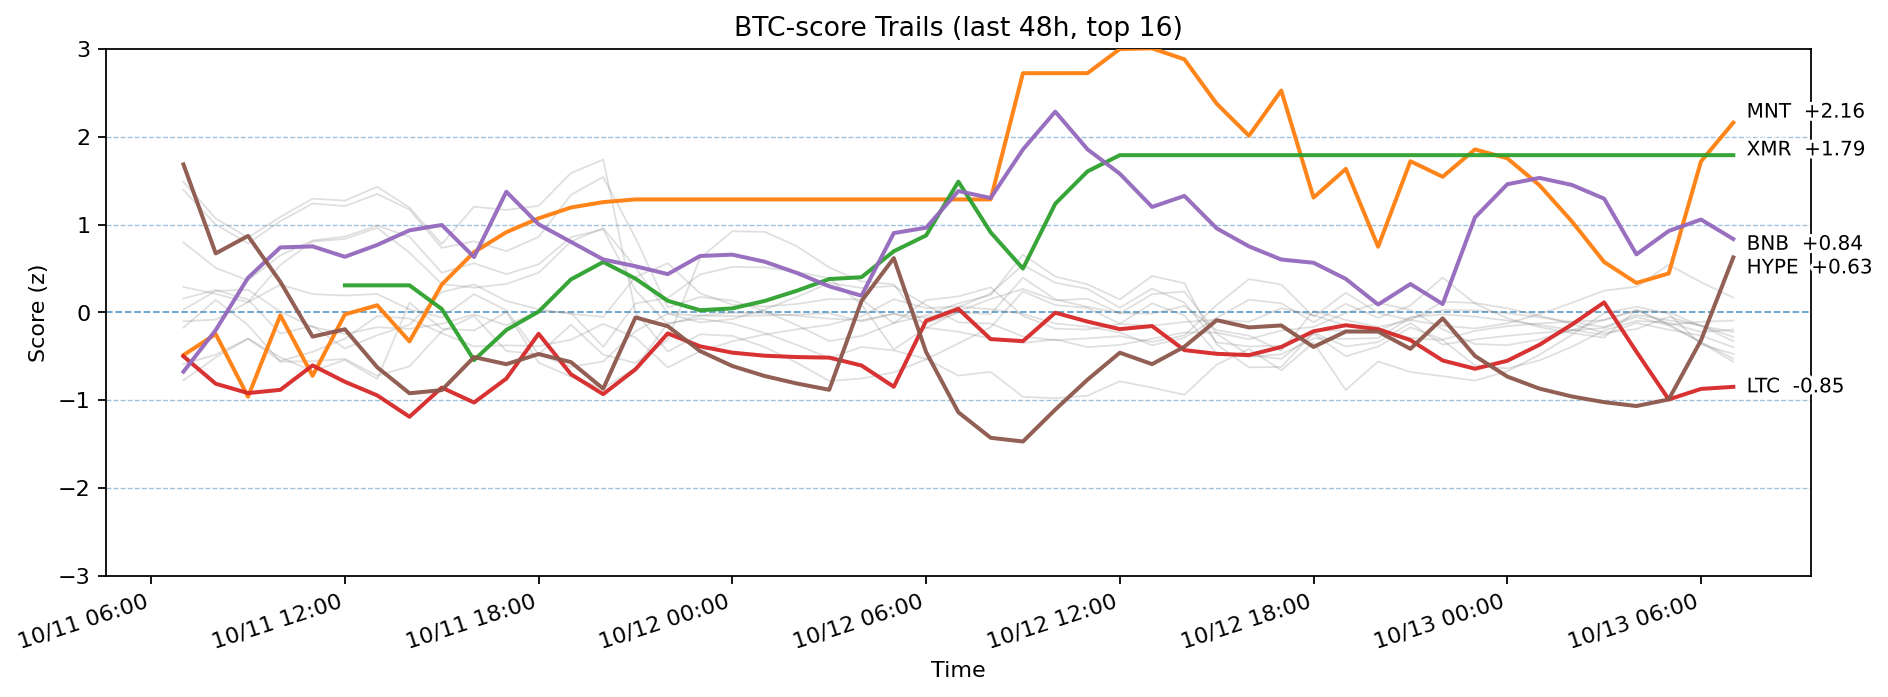 BTC-score Trails (last 48h, top 16)
Score (z)
3
2
1
0
−1
−2
−3
MNT +2.16
XMR +1.79
BNB +0.84
HYPE +0.63
LTC -0.85
10/11 06:00
10/11 12:00
10/11 18:00
10/12 00:00
10/12 06:00
10/12 12:00
10/12 18:00
10/13 00:00
10/13 06:00
Time